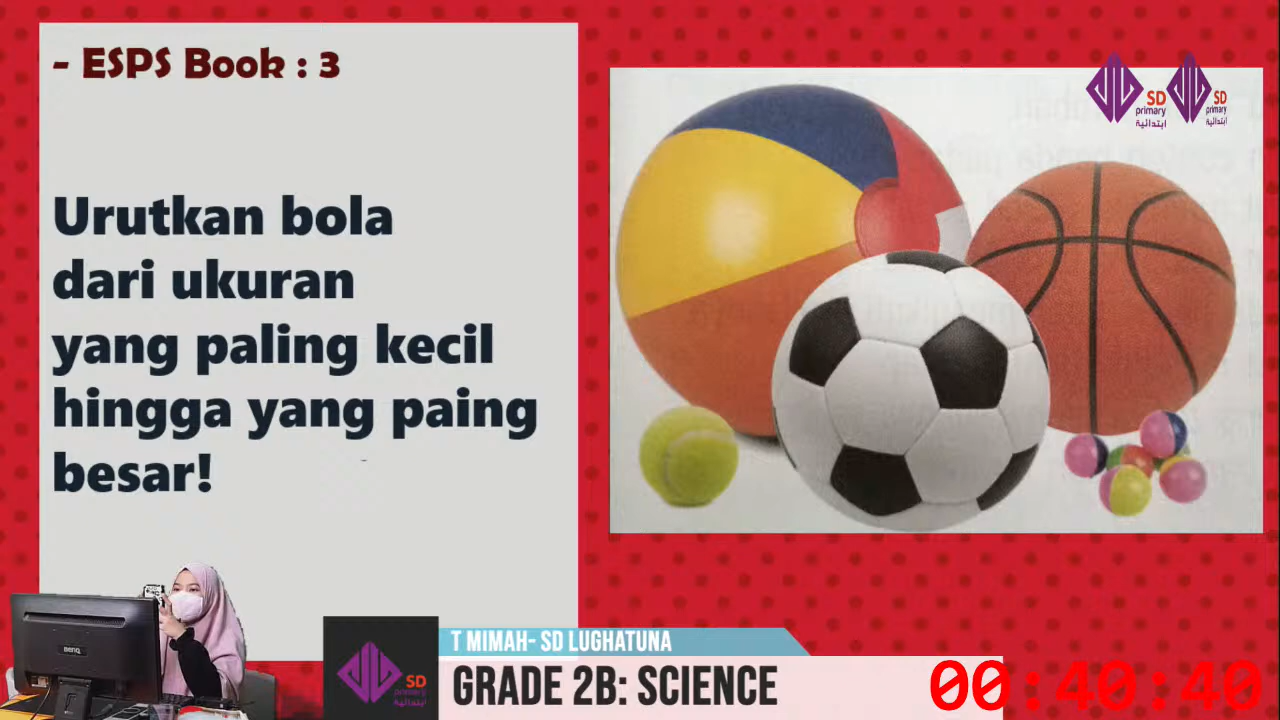 - ESPS Book : 3
Urutkan bola
dari ukuran
yang paling kecil
hingga yang paing
besar!
SD
primary
ابتدائية
SD
primary
ابتدائية
BENQ
SD
primary
ابتدائية
T MIMAH- SD LUGHATUNA
GRADE 2B: SCIENCE
00:40:40